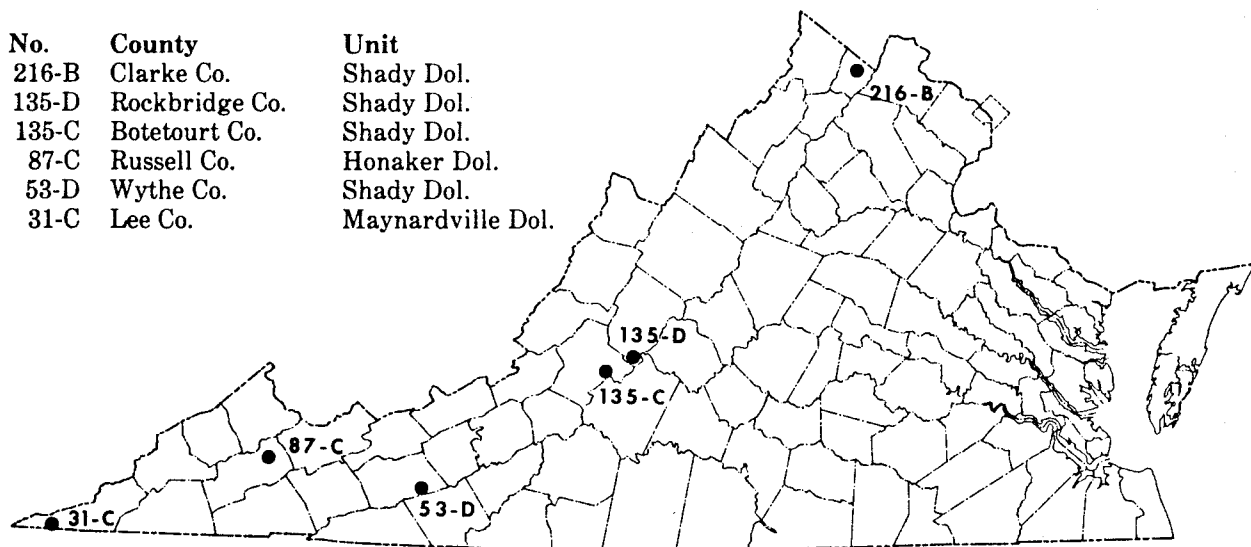 No. County Unit
216-B Clarke Co. Shady Dol.
135-D Rockbridge Co. Shady Dol.
135-C Botetourt Co. Shady Dol.
87-C Russell Co. Honaker Dol.
53-D Wythe Co. Shady Dol.
31-C Lee Co. Maynardville Dol.
216-B
135-D
135-C
87-C
53-D
31-C